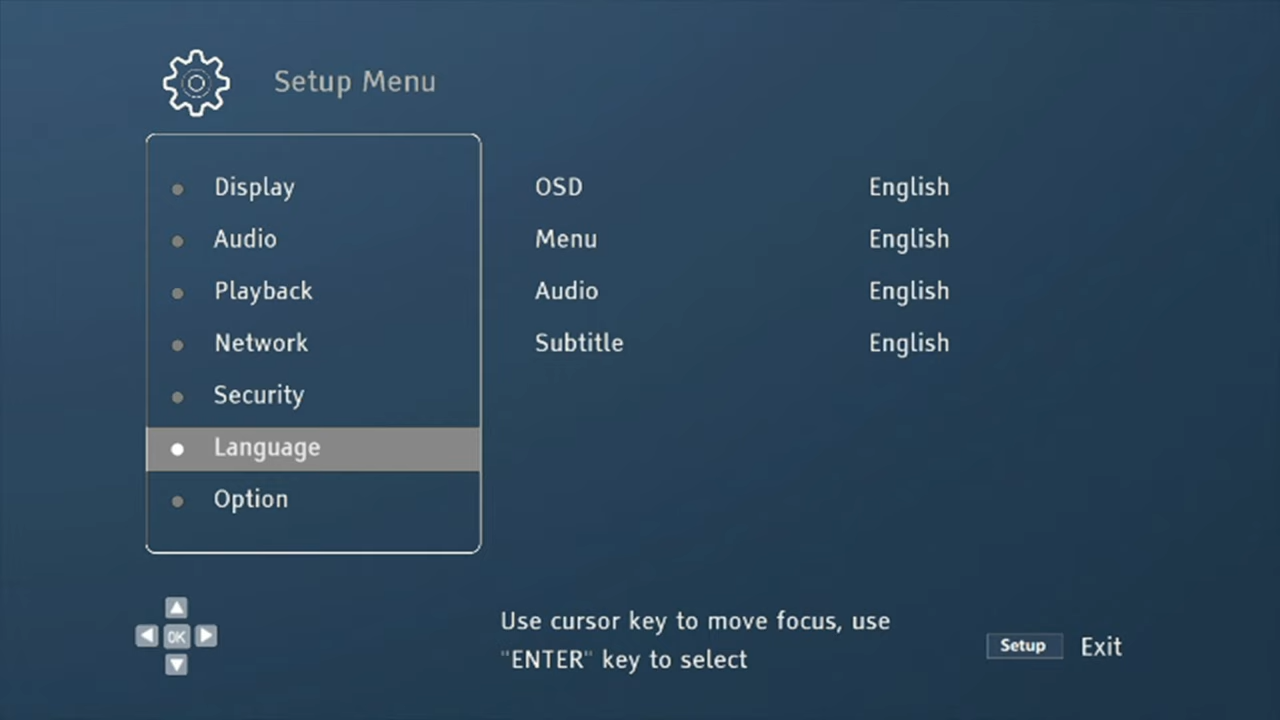 Setup Menu
Display
Audio
Playback
Network
Security
Language
Option
OSD English
Menu English
Audio English
Subtitle English
OK
Use cursor key to move focus, use
"ENTER" key to select
Setup Exit